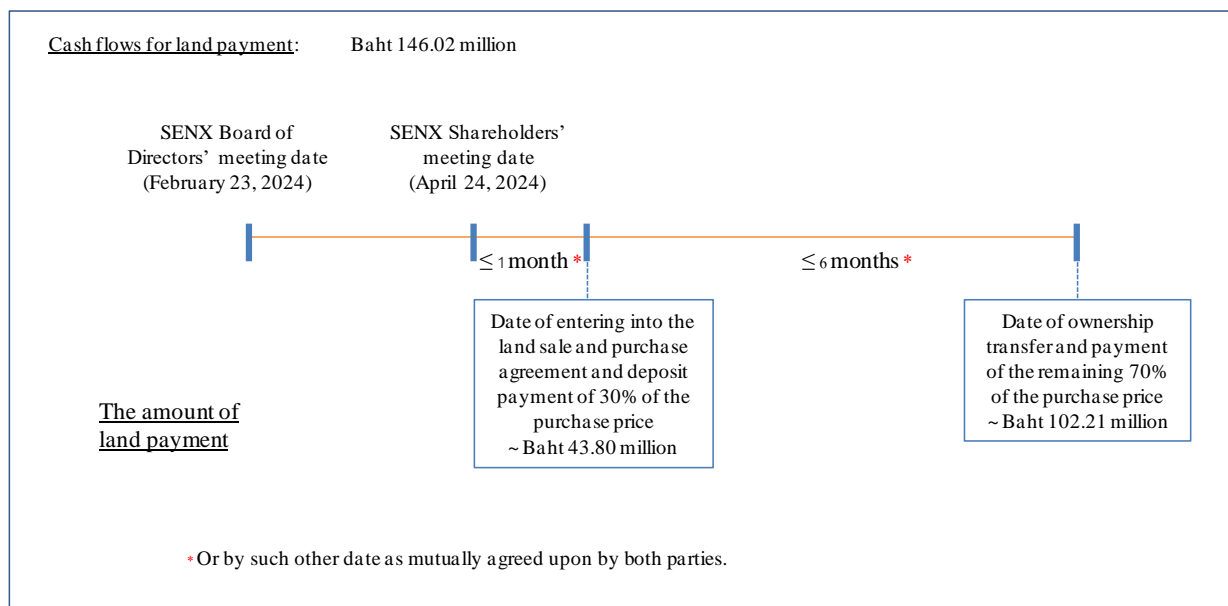 Cash flows for land payment: Baht 146.02 million
SENX Board of
Directors' meeting date
(February 23, 2024)
SENX Shareholders'
meeting date
(April 24, 2024)
≤ 1 month *
≤ 6 months *
Date of entering into the
land sale and purchase
agreement and deposit
payment of 30% of the
purchase price
~ Baht 43.80 million
Date of ownership
transfer and payment
of the remaining 70%
of the purchase price
~ Baht 102.21 million
The amount of
land payment
* Or by such other date as mutually agreed upon by both parties.